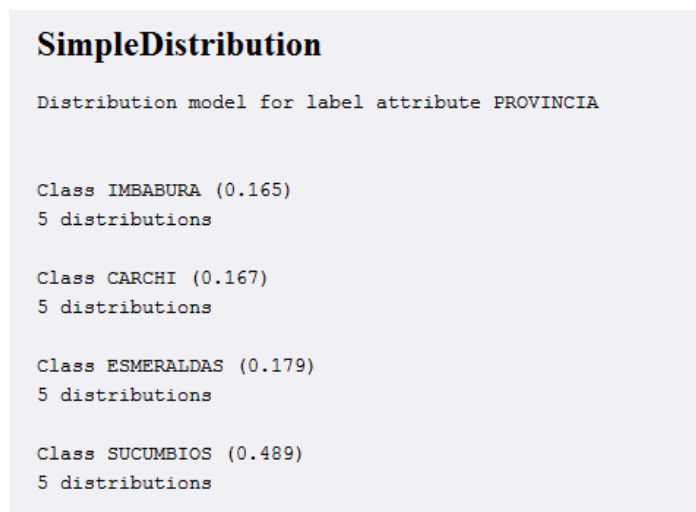 SimpleDistribution
Distribution model for label attribute PROVINCIA
Class IMBABURA (0.165)
5 distributions
Class CARCHI (0.167)
5 distributions
Class ESMERALDAS (0.179)
5 distributions
Class SUCUMBIOS (0.489)
5 distributions